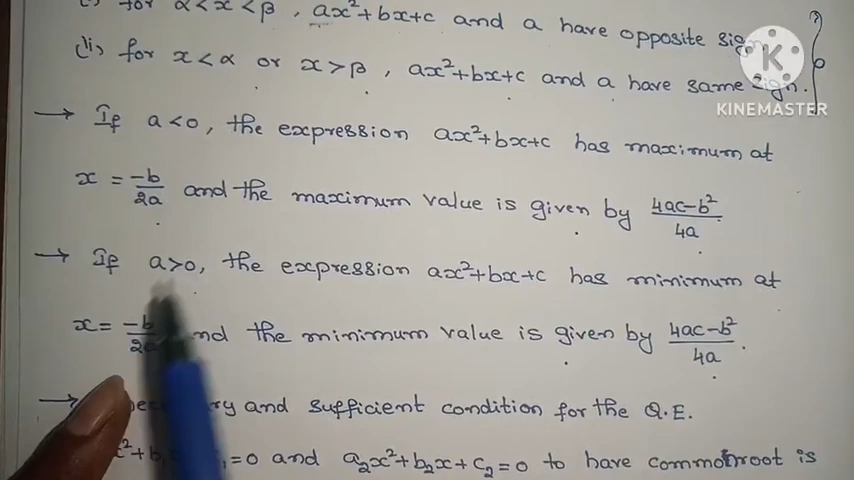 for α<x<β, ax²+bx+c and a have opposite sign
(ii) for x<α or x>β, ax²+bx+c and a have same sign.
→ If a<0, the expression ax²+bx+c has maximum at
x = -b/2a and the maximum value is given by (4ac-b²)/4a
→ If a>0, the expression ax²+bx+c has minimum at
x = -b/2a and the minimum value is given by (4ac-b²)/4a.
→ and sufficient condition for the Q.E.
=0 and a₂x²+b₂x+c₂=0 to have common root is
K
KINEMASTER